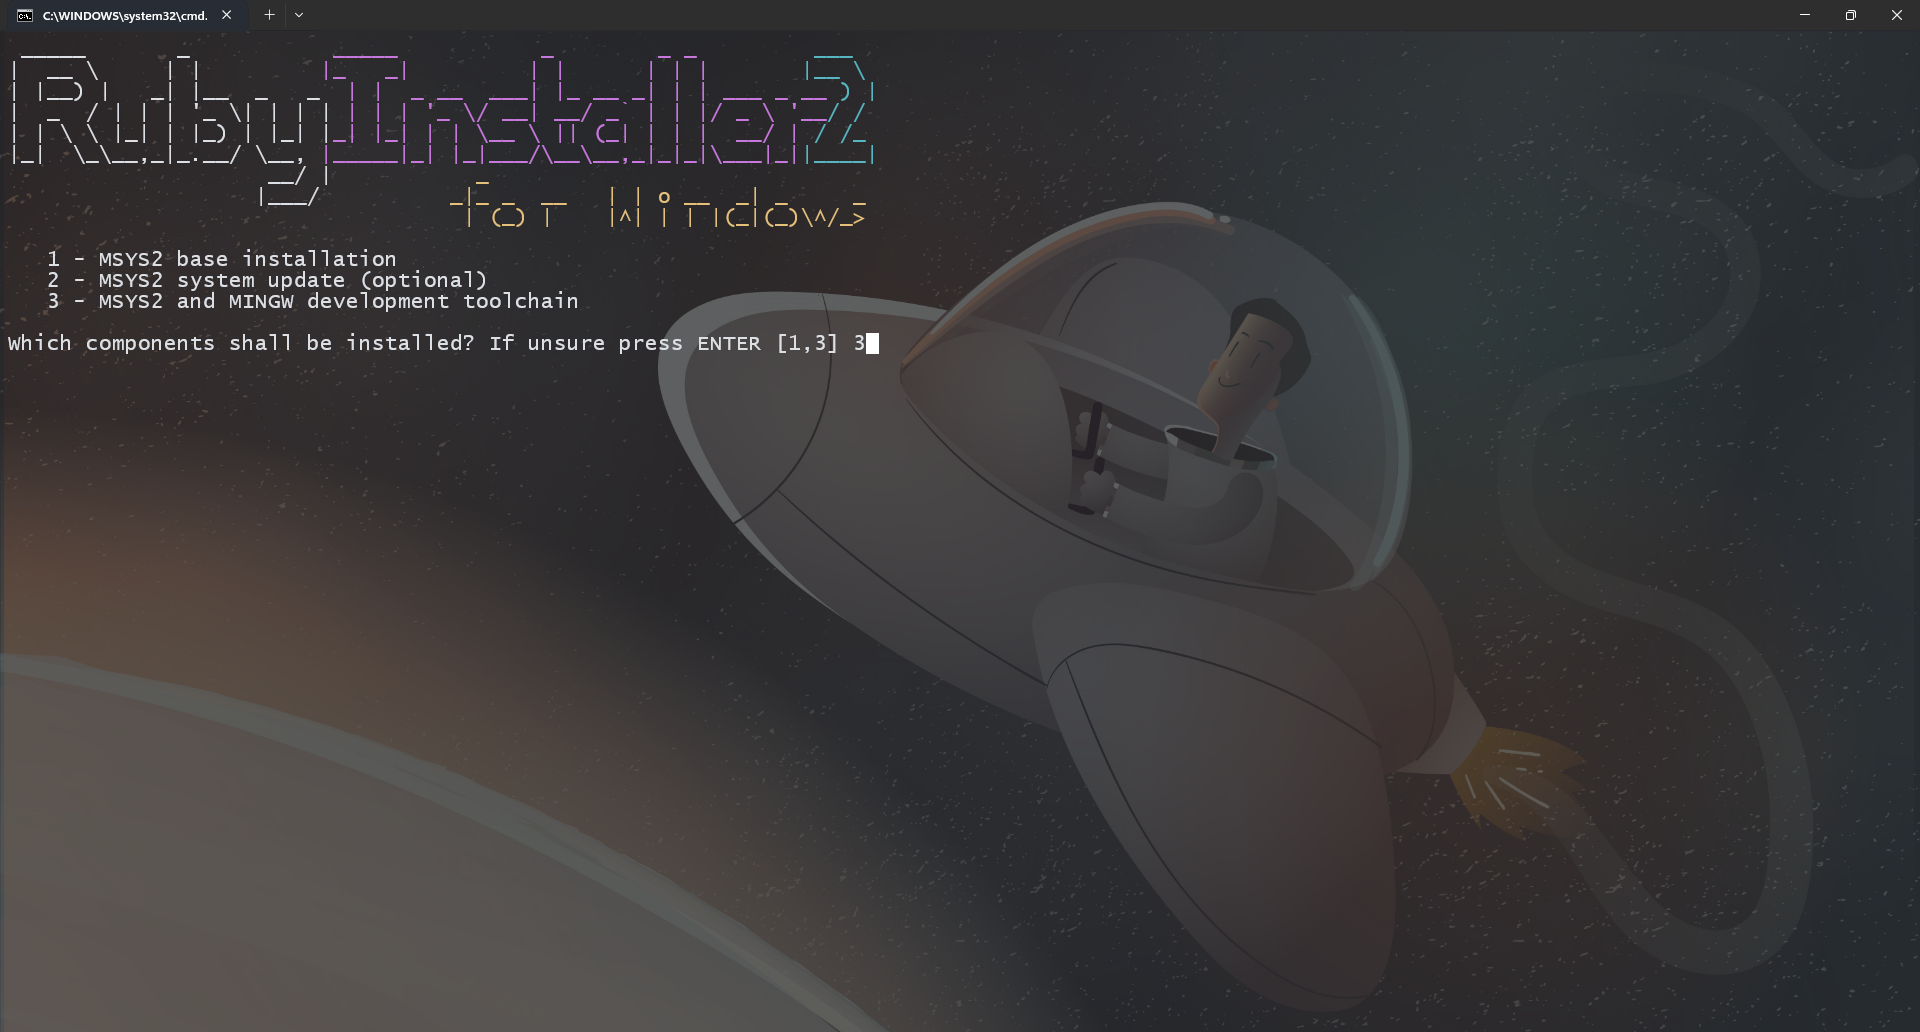 C:\WINDOWS\system32\cmd.
RubyInstaller2
for Windows
1 - MSYS2 base installation
2 - MSYS2 system update (optional)
3 - MSYS2 and MINGW development toolchain
Which components shall be installed? If unsure press ENTER [1,3] 3